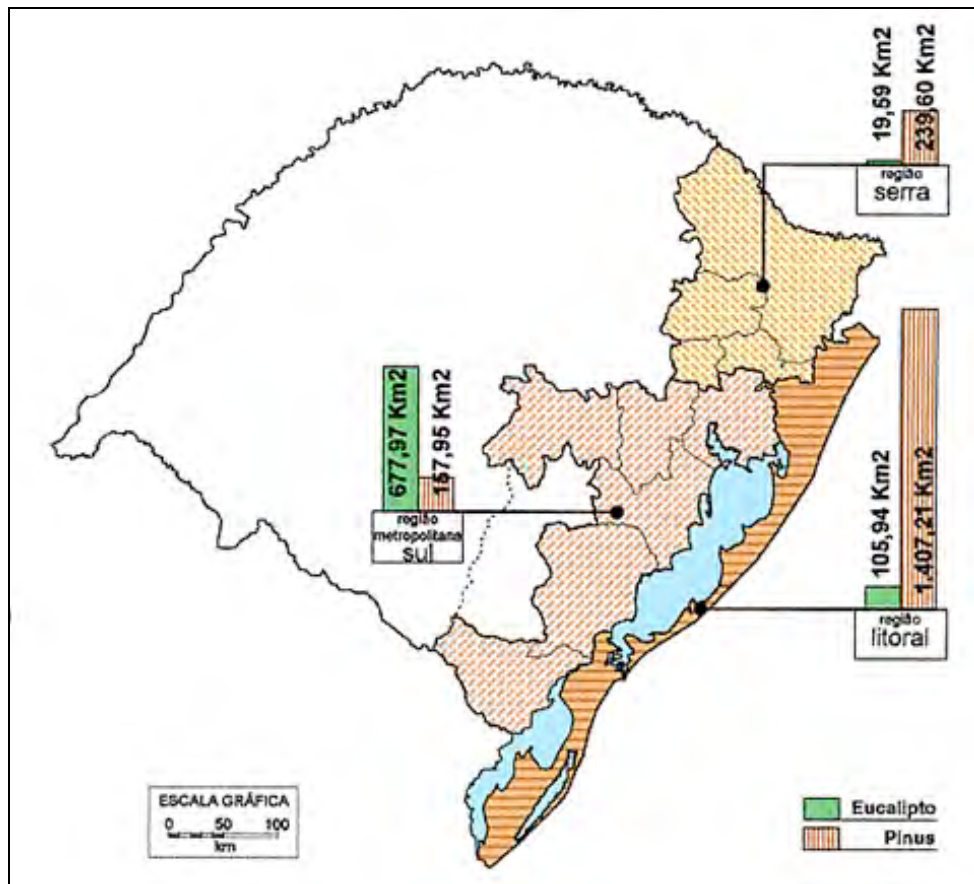 19,69 Km2
239,60 Km2
região
serra
677,97 Km2
157,95 Km2
região
metropolitana
sul
105,94 Km2
1.407,21 Km2
região
litoral
ESCALA GRÁFICA
0 50 100
km
Eucalipto
Pinus